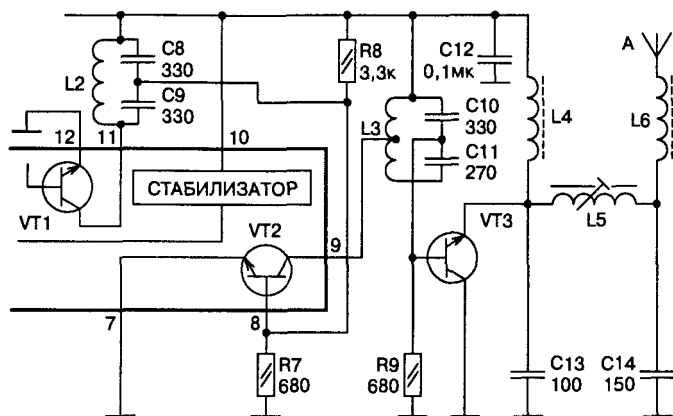 C8
330
L2
C9
330
R8
3,3к
C12
0,1мк
A
C10
330
L3
C11
270
L4
L6
12
11
10
СТАБИЛИЗАТОР
VT1
VT2
9
VT3
L5
7
8
R7
680
R9
680
C13
100
C14
150